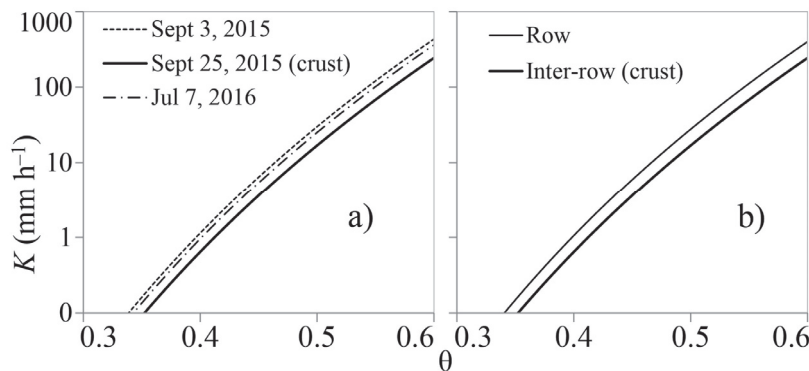 1000
100
10
1
0
K (mm h⁻¹)
Sept 3, 2015
Sept 25, 2015 (crust)
Jul 7, 2016
a)
0.3 0.4 0.5 0.6
Row
Inter-row (crust)
b)
0.3 0.4 0.5 0.6
θ